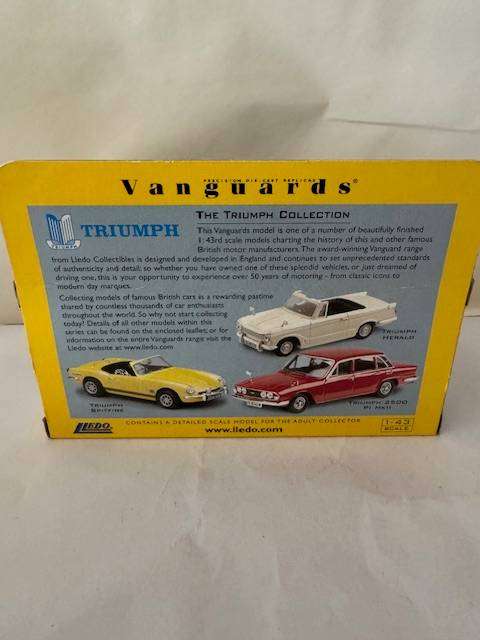 PRECISION DIE-CAST REPLICAS
Vanguards®
TRIUMPH
TRIUMPH
THE TRIUMPH COLLECTION
This Vanguards model is one of a number of beautifully finished
1:43rd scale models charting the history of this and other famous
British motor manufacturers. The award-winning Vanguard range
from Lledo Collectibles is designed and developed in England and continues to set unprecedented standards
of authenticity and detail; so whether you have owned one of these splendid vehicles, or just dreamed of
driving one, this is your opportunity to experience over 50 years of motoring – from classic icons to
modern day marques.
Collecting models of famous British cars is a rewarding pastime
shared by countless thousands of car enthusiasts
throughout the world. So why not start collecting
today? Details of all other models within this
series can be found on the enclosed leaflet; or for
information on the entire Vanguards range visit the
Lledo website at www.lledo.com
TRIUMPH
HERALD
TRIUMPH
SPITFIRE
TRIUMPH 2500
PI MKII
LLEDO
CONTAINS A DETAILED SCALE MODEL FOR THE ADULT COLLECTOR
www.lledo.com
1-43
SCALE